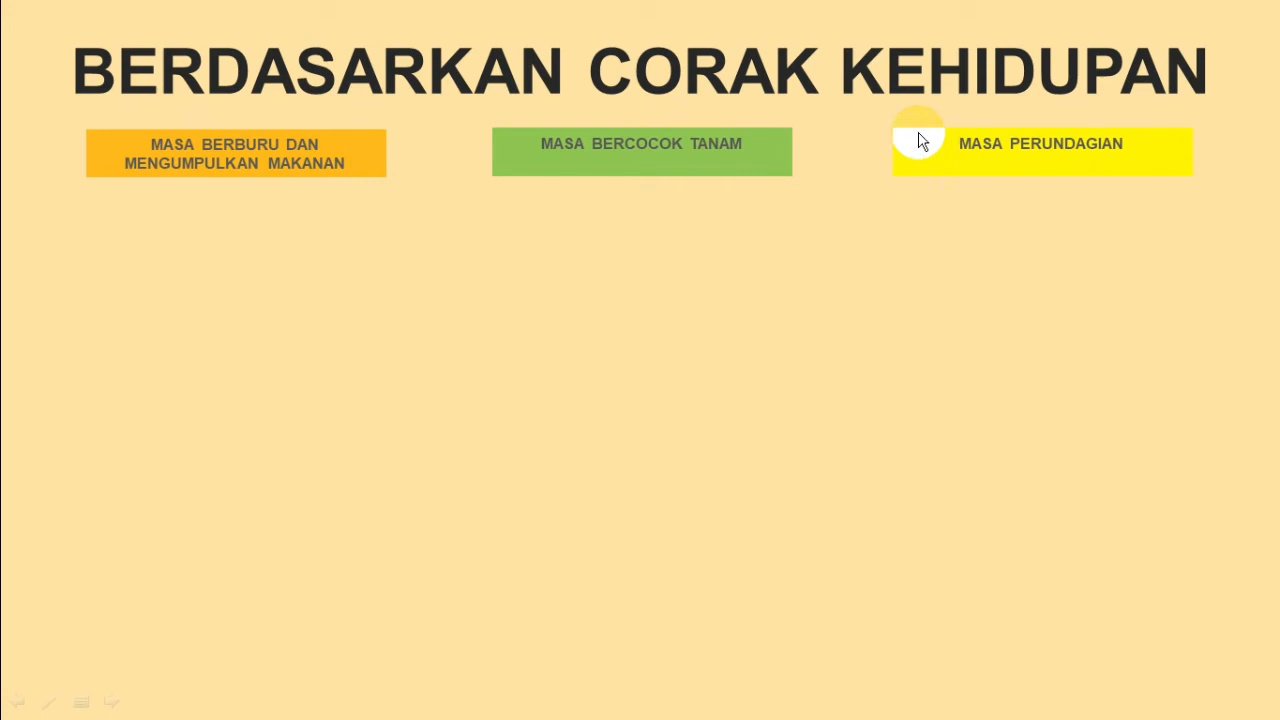 BERDASARKAN CORAK KEHIDUPAN
MASA BERBURU DAN
MENGUMPULKAN MAKANAN
MASA BERCOCOK TANAM
MASA PERUNDAGIAN